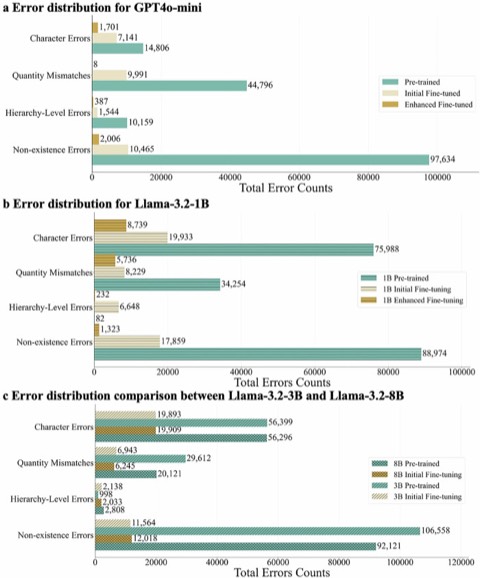 a Error distribution for GPT4o-mini
1,701
Character Errors
7,141
14,806
8
Quantity Mismatches
9,991
44,796
387
Hierarchy-Level Errors
1,544
10,159
2,006
Non-existence Errors
10,465
97,634
Pre-trained
Initial Fine-tuned
Enhanced Fine-tuned
0 20000 40000 60000 80000 100000
Total Error Counts
b Error distribution for Llama-3.2-1B
8,739
Character Errors
19,933
75,988
5,736
Quantity Mismatches
8,229
34,254
232
Hierarchy-Level Errors
6,648
82
1,323
Non-existence Errors
17,859
88,974
1B Pre-trained
1B Initial Fine-tuning
1B Enhanced Fine-tuning
0 20000 40000 60000 80000 100000
Total Errors Counts
c Error distribution comparison between Llama-3.2-3B and Llama-3.2-8B
19,893
Character Errors
56,399
19,909
56,296
6,943
Quantity Mismatches
29,612
6,245
20,121
2,138
Hierarchy-Level Errors
998
2,033
2,808
11,564
Non-existence Errors
106,558
12,018
92,121
8B Pre-trained
8B Initial Fine-tuning
3B Pre-trained
3B Initial Fine-tuning
0 20000 40000 60000 80000 100000 120000
Total Errors Counts